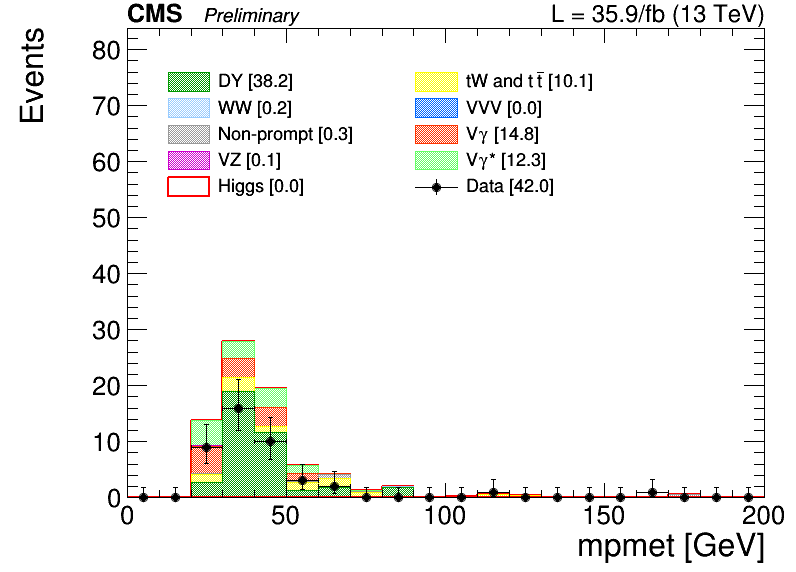 CMS Preliminary L = 35.9/fb (13 TeV)
Events
80
70
60
50
40
30
20
10
0
DY [38.2]
WW [0.2]
Non-prompt [0.3]
VZ [0.1]
Higgs [0.0]
tW and tt̅ [10.1]
VVV [0.0]
Vγ [14.8]
Vγ* [12.3]
Data [42.0]
0 50 100 150 200
mpmet [GeV]